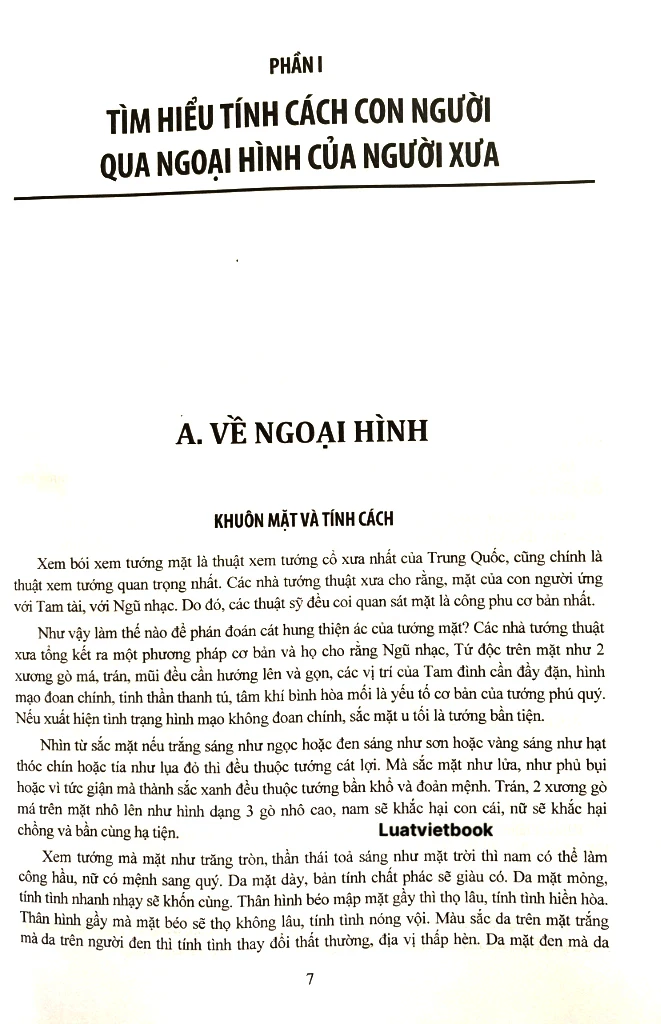 PHẦN I
TÌM HIỂU TÍNH CÁCH CON NGƯỜI
QUA NGOẠI HÌNH CỦA NGƯỜI XƯA
A. VỀ NGOẠI HÌNH
KHUÔN MẶT VÀ TÍNH CÁCH
Xem bói xem tướng mặt là thuật xem tướng cổ xưa nhất của Trung Quốc, cũng chính là
thuật xem tướng quan trọng nhất. Các nhà tướng thuật xưa cho rằng, mặt của con người ứng
với Tam tài, với Ngũ nhạc. Do đó, các thuật sỹ đều coi quan sát mặt là công phu cơ bản nhất.
Như vậy làm thế nào để phán đoán cát hung thiện ác của tướng mặt? Các nhà tướng thuật
xưa tổng kết ra một phương pháp cơ bản và họ cho rằng Ngũ nhạc, Tứ độc trên mặt như 2
xương gò má, trán, mũi đều cần hướng lên và gọn, các vị trí của Tam đình cần đầy đặn, hình
mạo đoan chính, tinh thần thanh tú, tâm khí bình hòa mới là yếu tố cơ bản của tướng phú quý.
Nếu xuất hiện tình trạng hình mạo không đoan chính, sắc mặt u tối là tướng bần tiện.
Nhìn từ sắc mặt nếu trắng sáng như ngọc hoặc đen sáng như sơn hoặc vàng sáng như hạt
thóc chín hoặc tía như lụa đỏ thì đều thuộc tướng cát lợi. Mà sắc mặt như lửa, như phủ bụi
hoặc vì tức giận mà thành sắc xanh đều thuộc tướng bần khổ và đoản mệnh. Trán, 2 xương gò
má trên mặt nhô lên như hình dạng 3 gò nhô cao, nam sẽ khắc hại con cái, nữ sẽ khắc hại
chồng và bần cùng hạ tiện.
Luatvietbook
Xem tướng mà mặt như trăng tròn, thần thái toả sáng như mặt trời thì nam có thể làm
công hầu, nữ có mệnh sang quý. Da mặt dày, bản tính chất phác sẽ giàu có. Da mặt mỏng,
tính tình nhanh nhạy sẽ khốn cùng. Thân hình béo mập mặt gầy thì thọ lâu, tính tình hiền hòa.
Thân hình gầy mà mặt béo sẽ thọ không lâu, tính tình nóng vội. Màu sắc da trên mặt trắng
mà da trên người đen thì tính tình thay đổi thất thường, địa vị thấp hèn. Da mặt đen mà da
7